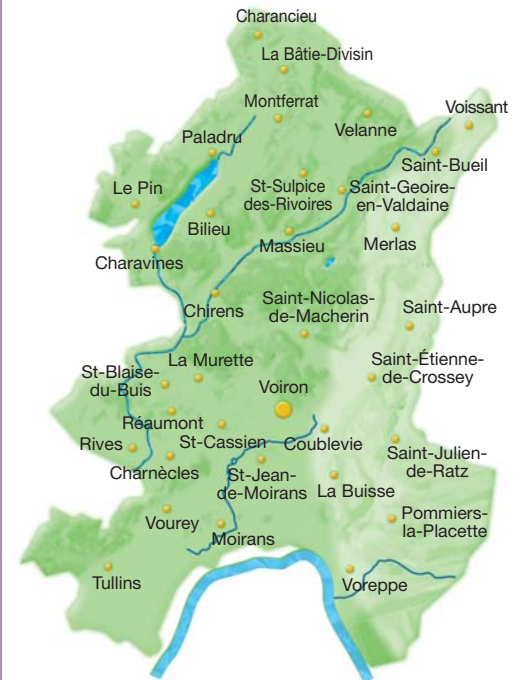 Charancieu
La Bâtie-Divisin
Montferrat
Voissant
Velanne
Paladru
Saint-Bueil
Le Pin
St-Sulpice
des-Rivoires
Saint-Geoire-
en-Valdaine
Bilieu
Massieu
Merlas
Charavines
Chirens
Saint-Nicolas-
de-Macherin
Saint-Aupre
La Murette
St-Blaise-
du-Buis
Saint-Étienne-
de-Crossey
Voiron
Réaumont
Rives
St-Cassien
Coublevie
Charnècles
St-Jean-
de-Moirans
Saint-Julien-
de-Ratz
La Buisse
Vourey
Moirans
Pommiers-
la-Placette
Tullins
Voreppe